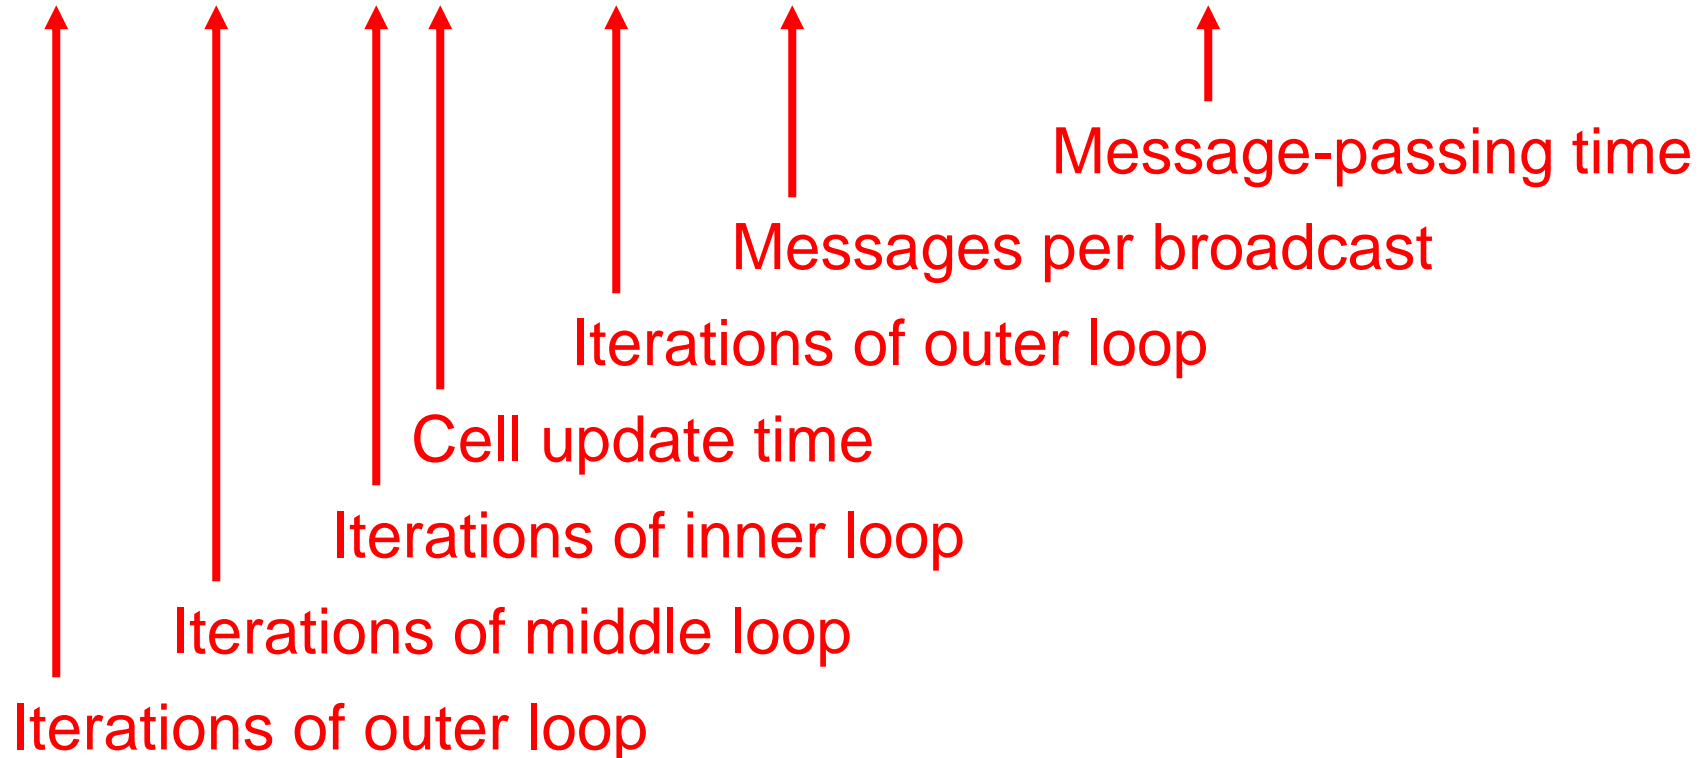 Message-passing time
Messages per broadcast
Iterations of outer loop
Cell update time
Iterations of inner loop
Iterations of middle loop
Iterations of outer loop